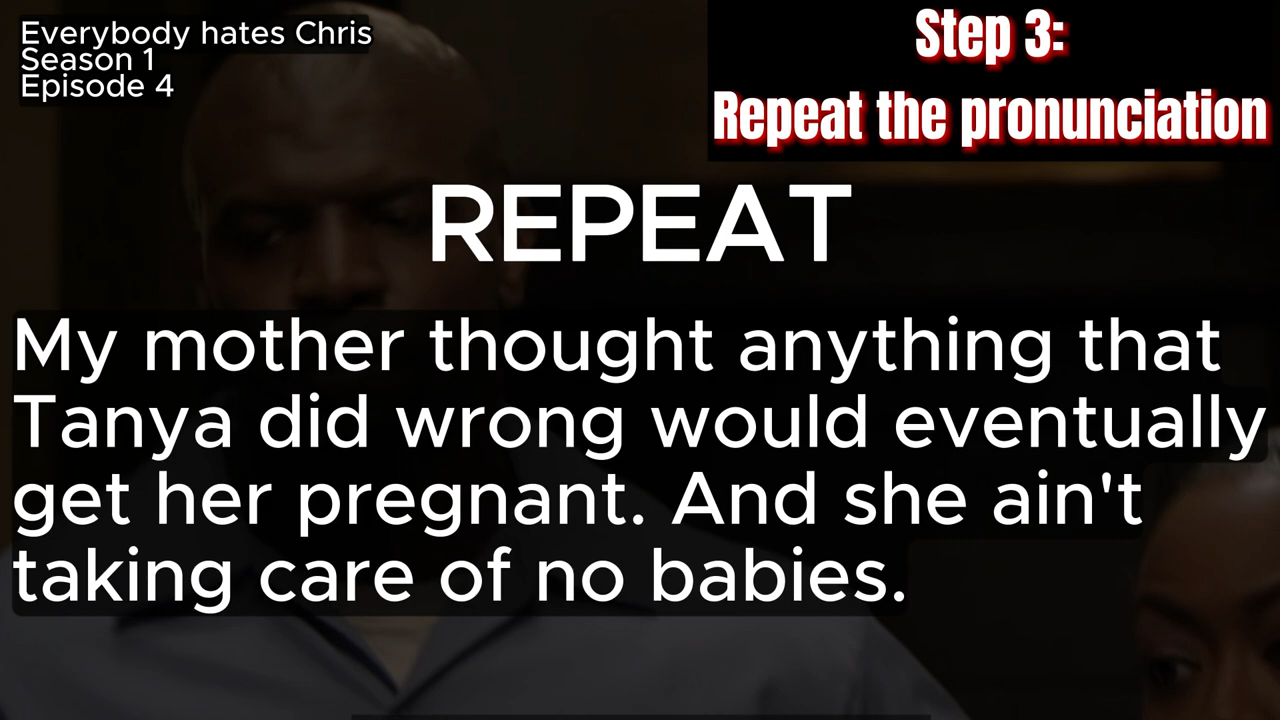 Everybody hates Chris
Season 1
Episode 4
Step 3:
Repeat the pronunciation
REPEAT
My mother thought anything that
Tanya did wrong would eventually
get her pregnant. And she ain't
taking care of no babies.